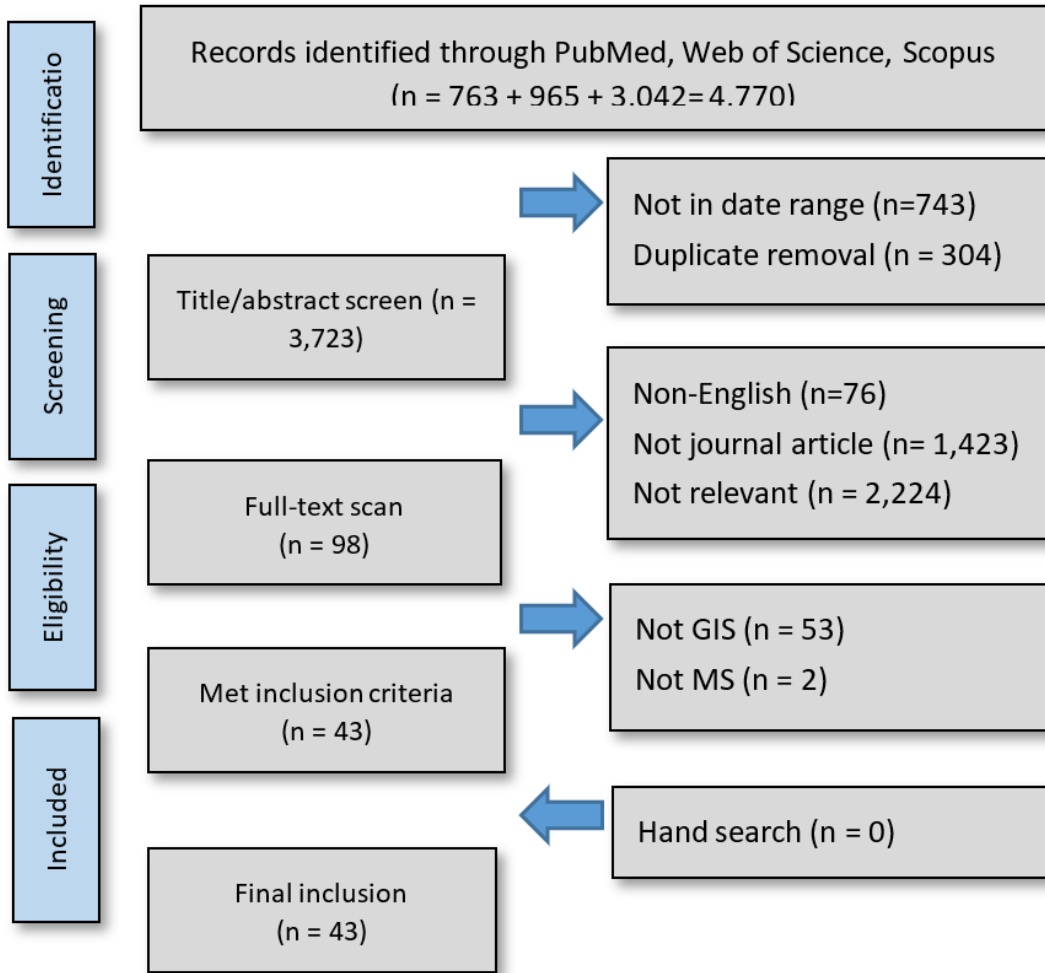 Identificatio
Records identified through PubMed, Web of Science, Scopus
(n = 763 + 965 + 3.042= 4.770)
Not in date range (n=743)
Duplicate removal (n = 304)
Screening
Title/abstract screen (n =
3,723)
Non-English (n=76)
Not journal article (n= 1,423)
Not relevant (n = 2,224)
Eligibility
Full-text scan
(n = 98)
Not GIS (n = 53)
Not MS (n = 2)
Met inclusion criteria
(n = 43)
Included
Hand search (n = 0)
Final inclusion
(n = 43)